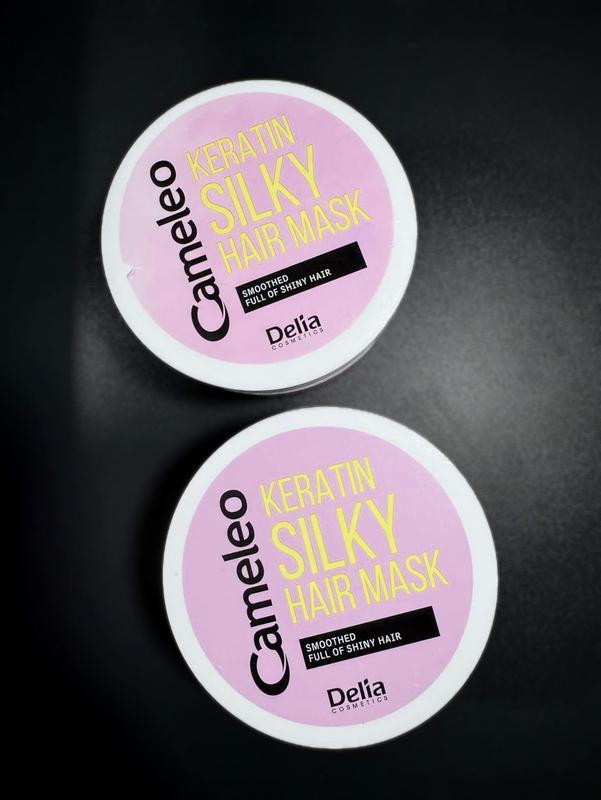 Cameleo
KERATIN
SILKY
HAIR MASK
SMOOTHED
FULL OF SHINY HAIR
Delia
COSMETICS
Cameleo
KERATIN
SILKY
HAIR MASK
SMOOTHED
FULL OF SHINY HAIR
Delia
COSMETICS